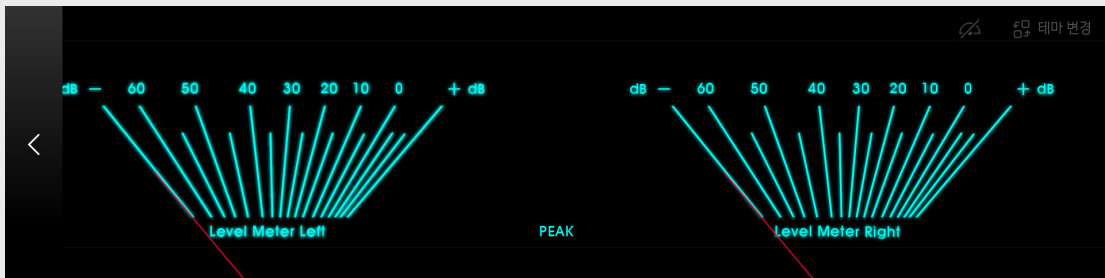 테마 변경
dB − 60 50 40 30 20 10 0 + dB
dB − 60 50 40 30 20 10 0 + dB
Level Meter Left
PEAK
Level Meter Right